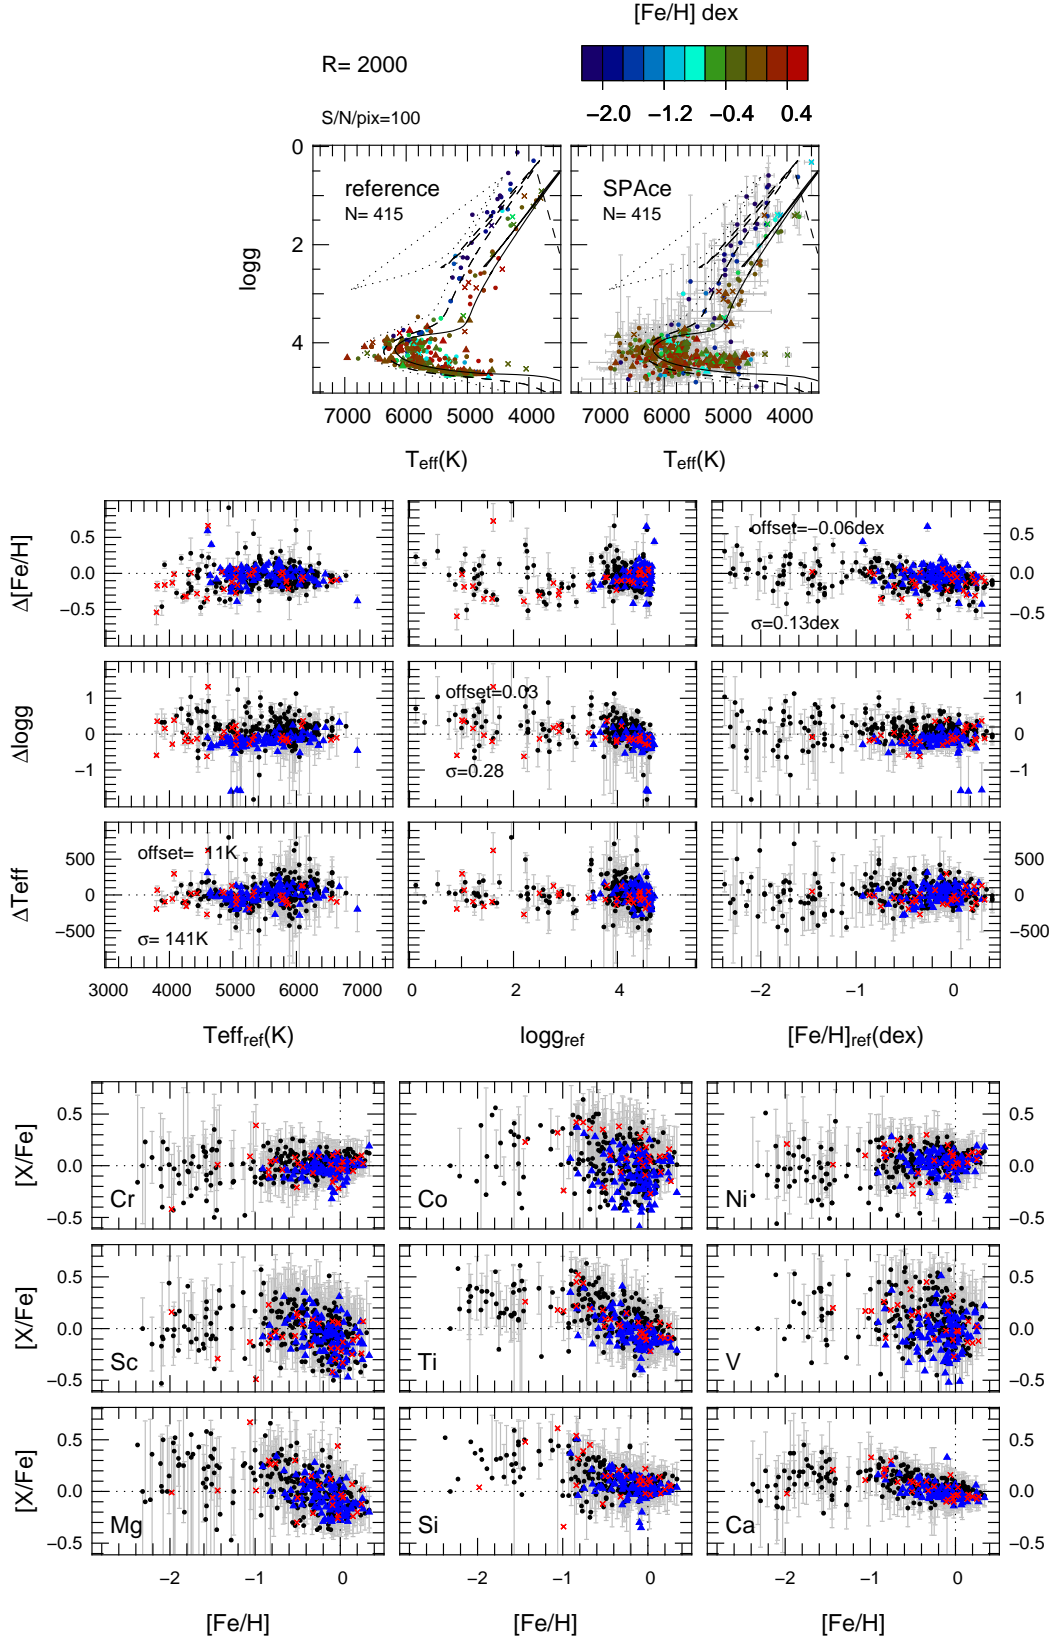 [Fe/H] dex
R= 2000
−2.0 −1.2 −0.4 0.4
S/N/pix=100
0
2
4
logg
reference
N= 415
SPAce
N= 415
7000 6000 5000 4000
7000 6000 5000 4000
Teff(K)
Teff(K)
Δ[Fe/H]
0.5
0.0
−0.5
offset=−0.06dex
σ=0.13dex
0.5
0.0
−0.5
Δlogg
1
0
−1
offset=0.03
σ=0.28
1
0
−1
ΔTeff
500
0
−500
offset= 11K
σ= 141K
500
0
−500
3000 4000 5000 6000 7000
0 2 4
−2 −1 0
Teffref(K)
loggref
[Fe/H]ref(dex)
[X/Fe]
0.5
0.0
−0.5
Cr
Co
Ni
0.5
0.0
−0.5
[X/Fe]
0.5
0.0
−0.5
Sc
Ti
V
0.5
0.0
−0.5
[X/Fe]
0.5
0.0
−0.5
Mg
Si
Ca
0.5
0.0
−0.5
−2 −1 0
−2 −1 0
−2 −1 0
[Fe/H]
[Fe/H]
[Fe/H]